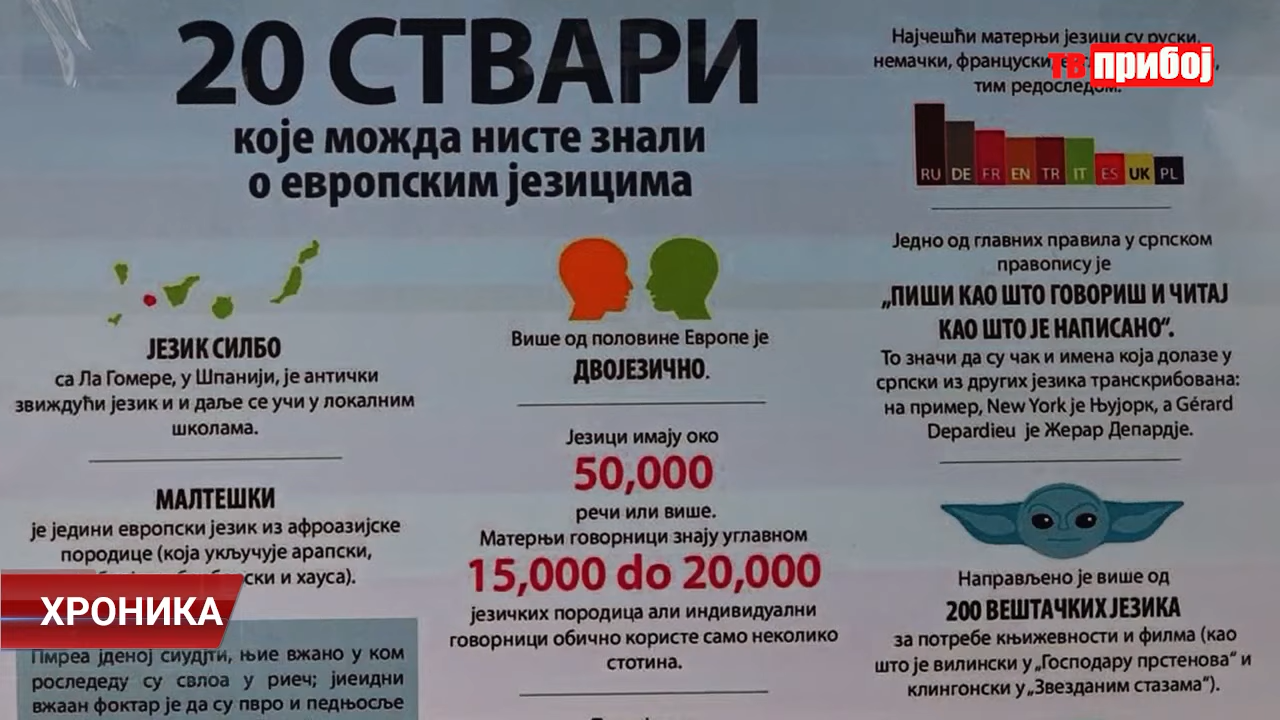 20 СТВАРИ
које можда нисте знали
о европским језицима
ЈЕЗИК СИЛБО
са Ла Гомере, у Шпанији, је антички
звиждући језик и и даље се учи у локалним
школама.
МАЛТЕШКИ
је једини европски језик из афроазијске
породице (која укључује арапски,
и хауса).
ХРОНИКА
Пмреа јденој сиудјти, њие вжано у ком
роследеду су свлоа у риеч; јиеидни
вжаан фоктар је да су пвро и педњосље
Више од половине Европе је
ДВОЈЕЗИЧНО.
Језици имају око
50,000
речи или више.
Матерњи говорници знају углавном
15,000 do 20,000
језичких породица али индивидуални
говорници обично користе само неколико
стотина.
Најчешћи матерњи језици су руски,
немачки, француски,
тим редоследом.
тв прибој
RU DE FR EN TR IT ES UK PL
Једно од главних правила у српском
правопису је
„ПИШИ КАО ШТО ГОВОРИШ И ЧИТАЈ
КАО ШТО ЈЕ НАПИСАНО“.
То значи да су чак и имена која долазе у
српски из других језика транскрибована:
на пример, New York је Њујорк, а Gérard
Depardieu је Жерар Депардје.
Направљено је више од
200 ВЕШТАЧКИХ ЈЕЗИКА
за потребе књижевности и филма (као
што је вилински у „Господару прстенова“ и
клингонски у „Звезданим стазама“).